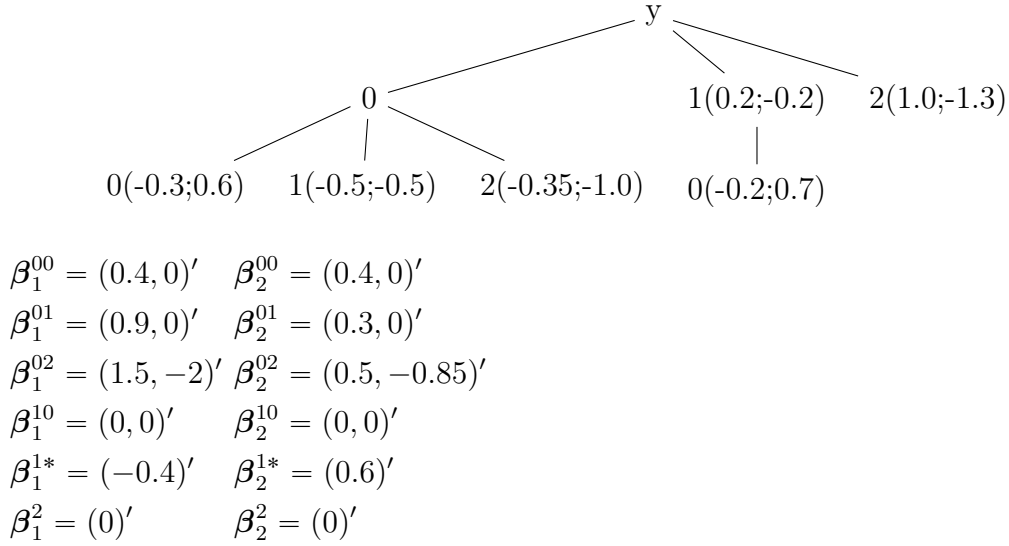 y
0 1(0.2;-0.2) 2(1.0;-1.3)
0(-0.3;0.6) 1(-0.5;-0.5) 2(-0.35;-1.0) 0(-0.2;0.7)
β₁⁰⁰ = (0.4, 0)′ β₂⁰⁰ = (0.4, 0)′
β₁⁰¹ = (0.9, 0)′ β₂⁰¹ = (0.3, 0)′
β₁⁰² = (1.5, −2)′ β₂⁰² = (0.5, −0.85)′
β₁¹⁰ = (0, 0)′ β₂¹⁰ = (0, 0)′
β₁¹* = (−0.4)′ β₂¹* = (0.6)′
β₁² = (0)′ β₂² = (0)′